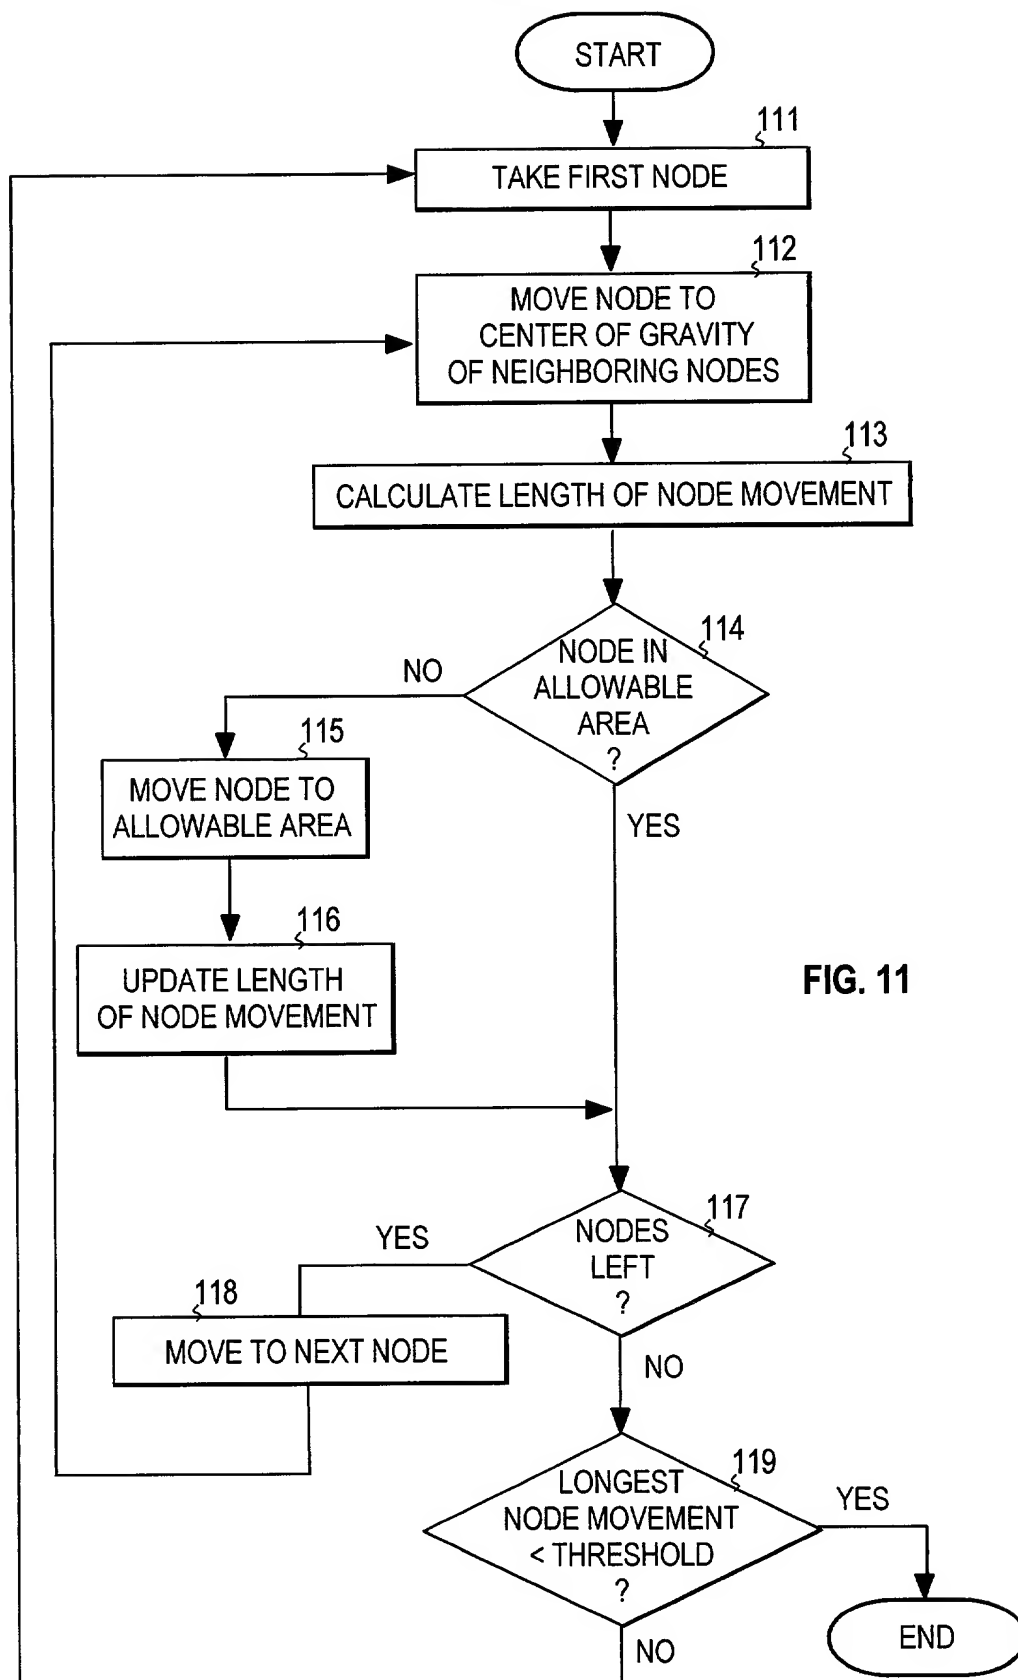 START
111
TAKE FIRST NODE
112
MOVE NODE TO
CENTER OF GRAVITY
OF NEIGHBORING NODES
113
CALCULATE LENGTH OF NODE MOVEMENT
114
NODE IN
ALLOWABLE
AREA
?
NO
YES
115
MOVE NODE TO
ALLOWABLE AREA
116
UPDATE LENGTH
OF NODE MOVEMENT
FIG. 11
117
NODES
LEFT
?
YES
118
MOVE TO NEXT NODE
NO
119
LONGEST
NODE MOVEMENT
< THRESHOLD
?
YES
NO
END